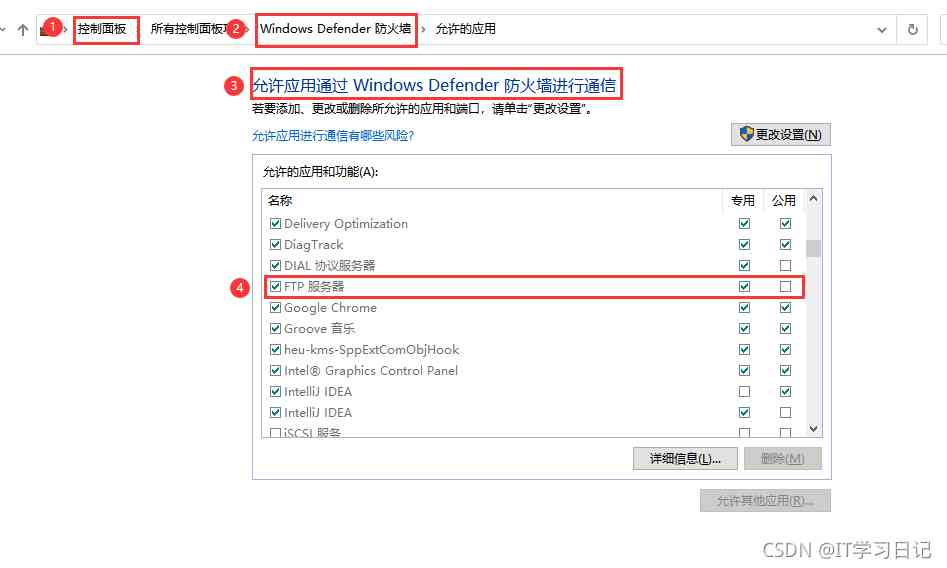 1 控制面板 › 所有控制面板项 2 Windows Defender 防火墙 › 允许的应用
3 允许应用通过 Windows Defender 防火墙进行通信
若要添加、更改或删除所允许的应用和端口，请单击“更改设置”。
允许应用进行通信有哪些风险?
更改设置(N)
允许的应用和功能(A):
名称 专用 公用
Delivery Optimization
DiagTrack
DIAL 协议服务器
4 FTP 服务器
Google Chrome
Groove 音乐
heu-kms-SppExtComObjHook
Intel® Graphics Control Panel
IntelliJ IDEA
IntelliJ IDEA
iSCSI 服务
详细信息(L)... 删除(M)
允许其他应用(R)...
CSDN @IT学习日记